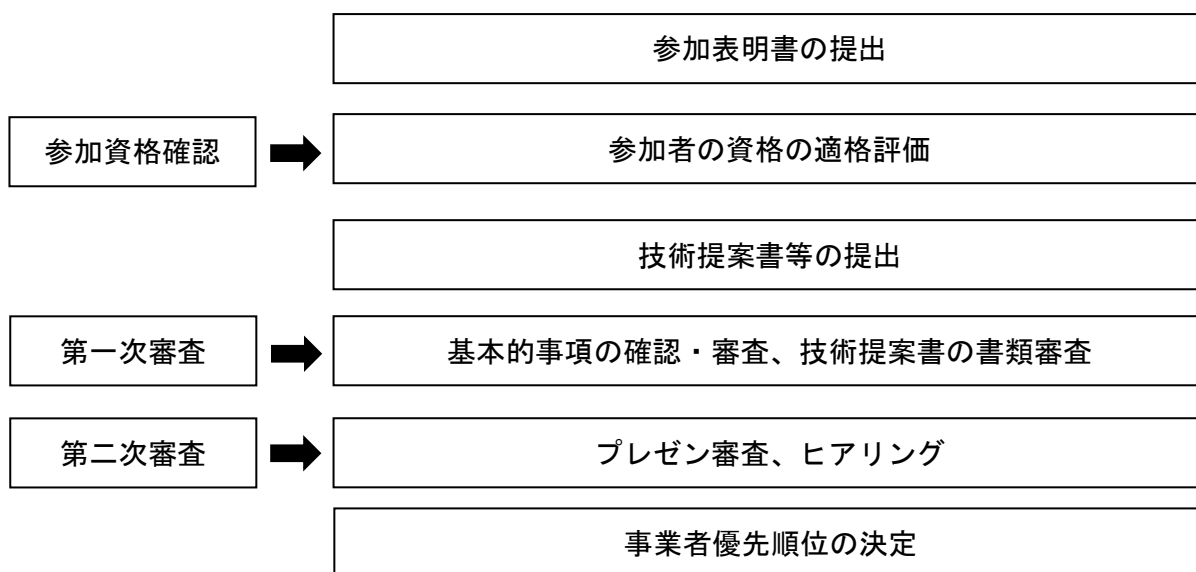 参加表明書の提出
参加資格確認
参加者の資格の適格評価
技術提案書等の提出
第一次審査
基本的事項の確認・審査、技術提案書の書類審査
第二次審査
プレゼン審査、ヒアリング
事業者優先順位の決定